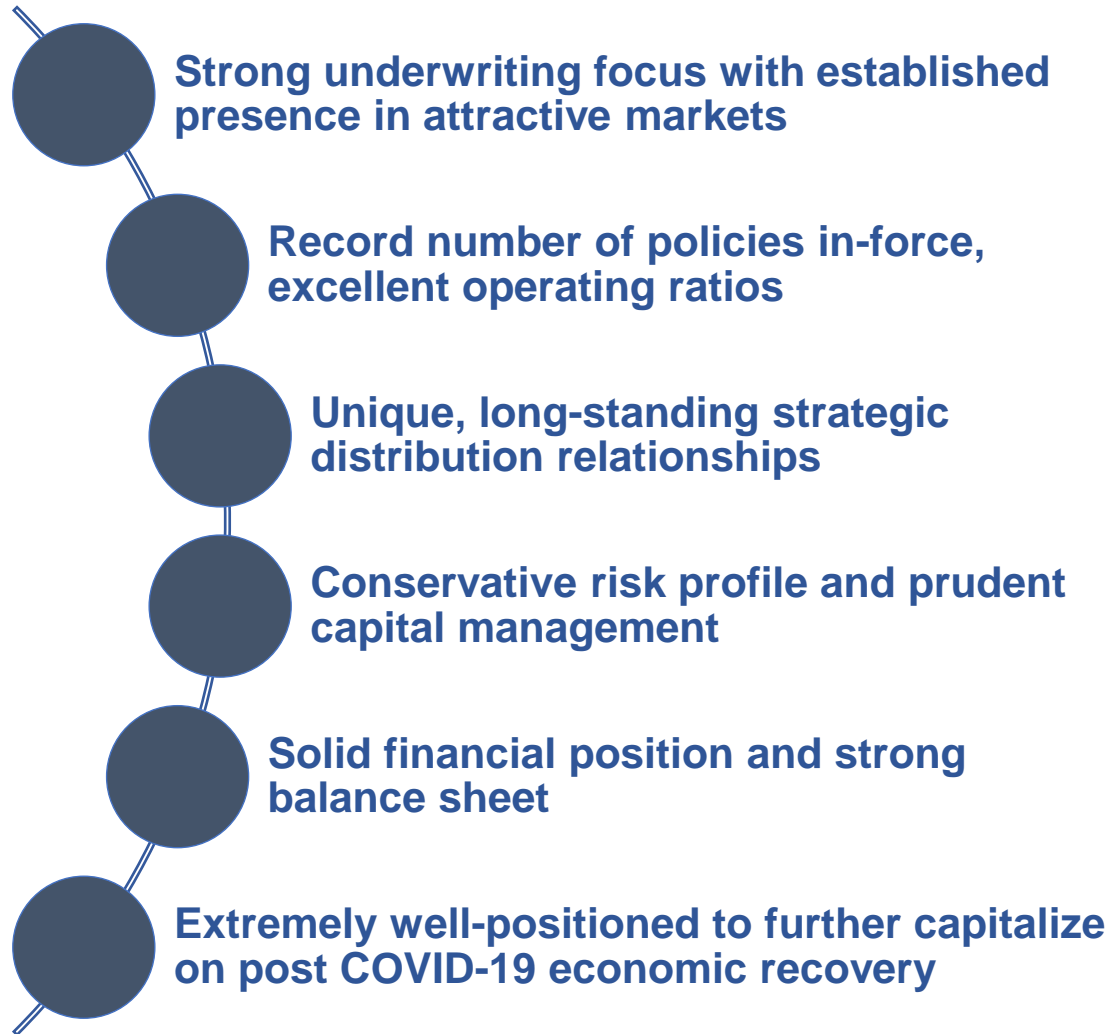 Strong underwriting focus with established
presence in attractive markets
Record number of policies in-force,
excellent operating ratios
Unique, long-standing strategic
distribution relationships
Conservative risk profile and prudent
capital management
Solid financial position and strong
balance sheet
Extremely well-positioned to further capitalize
on post COVID-19 economic recovery